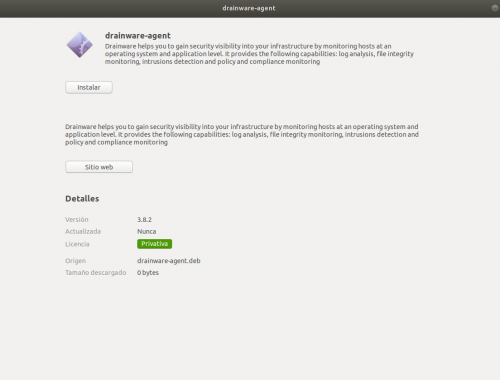 drainware-agent
drainware-agent
Drainware helps you to gain security visibility into your infrastructure by monitoring hosts at an
operating system and application level. It provides the following capabilities: log analysis, file integrity
monitoring, intrusions detection and policy and compliance monitoring
Instalar
Drainware helps you to gain security visibility into your infrastructure by monitoring hosts at an operating system and
application level. It provides the following capabilities: log analysis, file integrity monitoring, intrusions detection and
policy and compliance monitoring
Sitio web
Detalles
Versión 3.8.2
Actualizada Nunca
Licencia Privativa
Origen drainware-agent.deb
Tamaño descargado 0 bytes